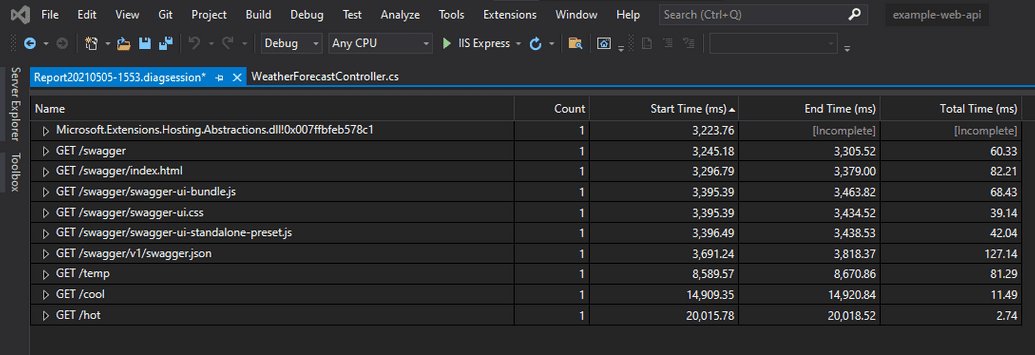 File Edit View Git Project Build Debug Test Analyze Tools Extensions Window Help Search (Ctrl+Q) example-web-api
Debug Any CPU IIS Express
Report20210505-1553.diagsession* WeatherForecastController.cs
Server Explorer
Toolbox
Name Count Start Time (ms) End Time (ms) Total Time (ms)
Microsoft.Extensions.Hosting.Abstractions.dll!0x007ffbfeb578c1 1 3,223.76 [Incomplete] [Incomplete]
GET /swagger 1 3,245.18 3,305.52 60.33
GET /swagger/index.html 1 3,296.79 3,379.00 82.21
GET /swagger/swagger-ui-bundle.js 1 3,395.39 3,463.82 68.43
GET /swagger/swagger-ui.css 1 3,395.39 3,434.52 39.14
GET /swagger/swagger-ui-standalone-preset.js 1 3,396.49 3,438.53 42.04
GET /swagger/v1/swagger.json 1 3,691.24 3,818.37 127.14
GET /temp 1 8,589.57 8,670.86 81.29
GET /cool 1 14,909.35 14,920.84 11.49
GET /hot 1 20,015.78 20,018.52 2.74